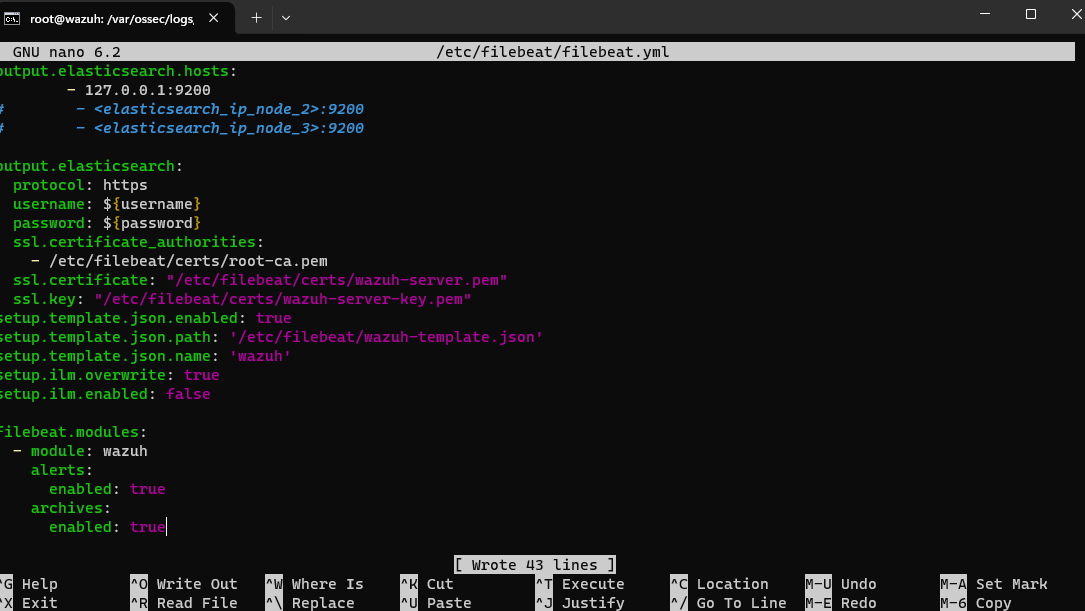 root@wazuh: /var/ossec/logs,
GNU nano 6.2 /etc/filebeat/filebeat.yml
output.elasticsearch.hosts:
        - 127.0.0.1:9200
#        - <elasticsearch_ip_node_2>:9200
#        - <elasticsearch_ip_node_3>:9200

output.elasticsearch:
  protocol: https
  username: ${username}
  password: ${password}
  ssl.certificate_authorities:
    - /etc/filebeat/certs/root-ca.pem
  ssl.certificate: "/etc/filebeat/certs/wazuh-server.pem"
  ssl.key: "/etc/filebeat/certs/wazuh-server-key.pem"
setup.template.json.enabled: true
setup.template.json.path: '/etc/filebeat/wazuh-template.json'
setup.template.json.name: 'wazuh'
setup.ilm.overwrite: true
setup.ilm.enabled: false

filebeat.modules:
  - module: wazuh
    alerts:
      enabled: true
    archives:
      enabled: true
[ Wrote 43 lines ]
^G Help ^O Write Out ^W Where Is ^K Cut ^T Execute ^C Location M-U Undo M-A Set Mark
^X Exit ^R Read File ^\ Replace ^U Paste ^J Justify ^/ Go To Line M-E Redo M-6 Copy